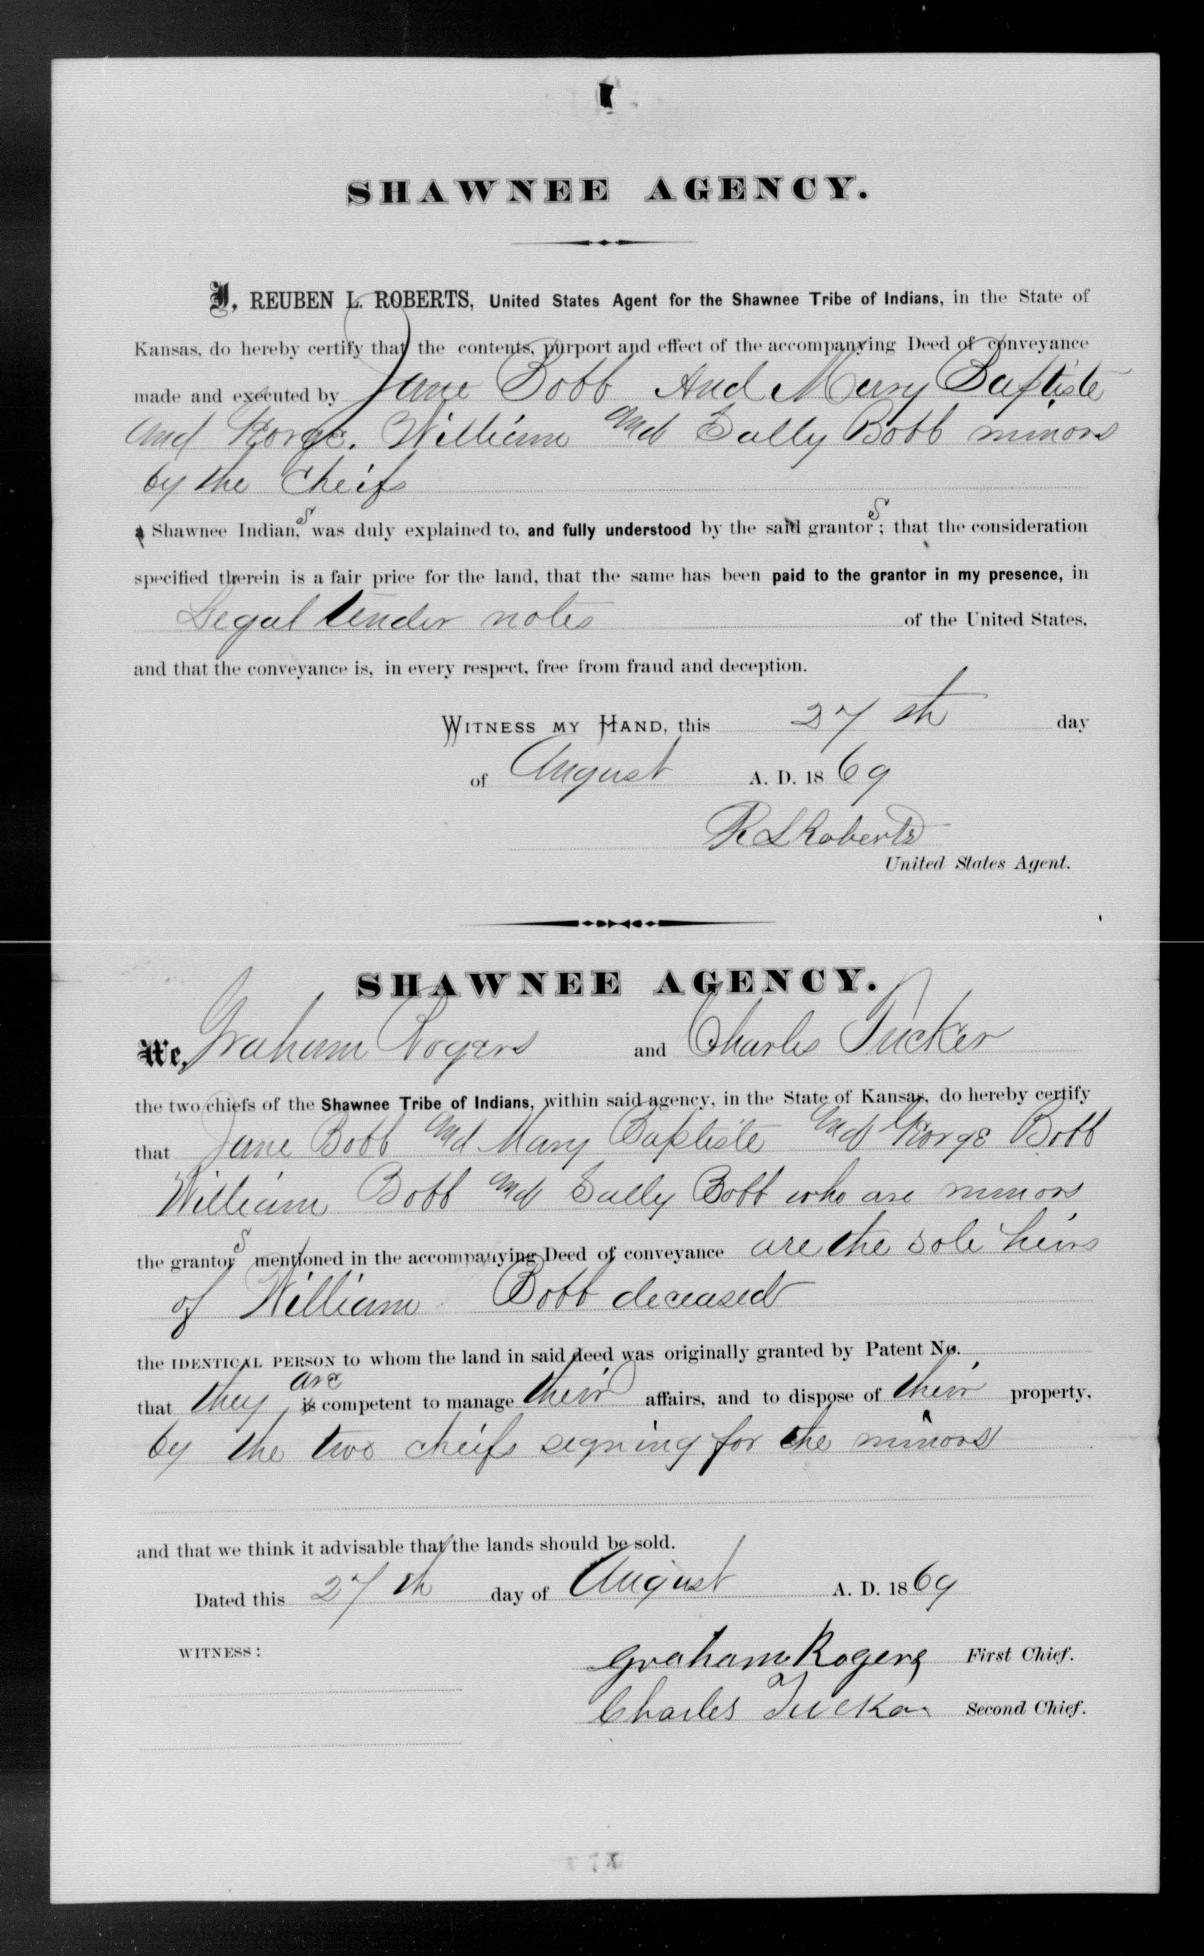 SHAWNEE AGENCY.
I, REUBEN L. ROBERTS, United States Agent for the Shawnee Tribe of Indians, in the State of
Kansas, do hereby certify that the contents, purport and effect of the accompanying Deed of conveyance
made and executed by Jane Bobb And Mary Baptiste
and George. William and Sally Bobb minors
by the Cheifs
a Shawnee Indians, was duly explained to, and fully understood by the said grantors; that the consideration
specified therein is a fair price for the land, that the same has been paid to the grantor in my presence, in
Legal tender notes of the United States,
and that the conveyance is, in every respect, free from fraud and deception.
WITNESS MY HAND, this 27th day
of August A. D. 1869
R L Roberts
United States Agent.
SHAWNEE AGENCY.
We, Graham Rogers and Charles Tucker
the two chiefs of the Shawnee Tribe of Indians, within said agency, in the State of Kansas, do hereby certify
that Jane Bobb and Mary Baptiste and George Bobb
William Bobb and Sally Bobb who are minors
the grantors mentioned in the accompanying Deed of conveyance are the sole heirs
of William Bobb deceased
the IDENTICAL PERSON to whom the land in said deed was originally granted by Patent No.
that they are is competent to manage their affairs, and to dispose of their property,
by the two cheifs signing for the minors
and that we think it advisable that the lands should be sold.
Dated this 27th day of August A. D. 1869
WITNESS:
Graham Rogers First Chief.
Charles Tucker Second Chief.